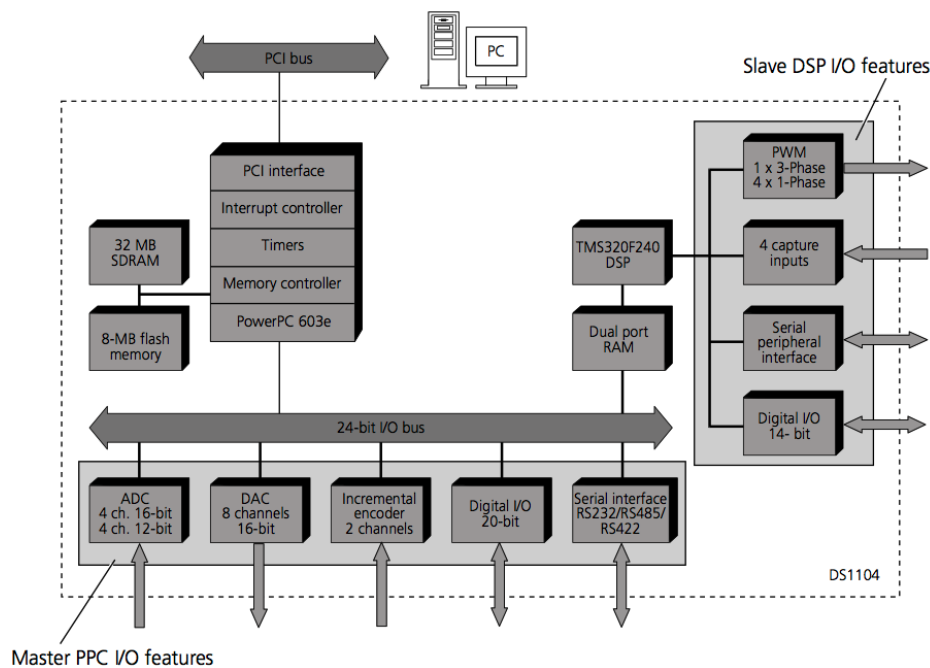 PCI bus
PC
Slave DSP I/O features
PCI interface
Interrupt controller
Timers
Memory controller
PowerPC 603e
32 MB
SDRAM
8-MB flash
memory
TMS320F240
DSP
Dual port
RAM
PWM
1 x 3-Phase
4 x 1-Phase
4 capture
inputs
Serial
peripheral
interface
Digital I/O
14- bit
24-bit I/O bus
ADC
4 ch. 16-bit
4 ch. 12-bit
DAC
8 channels
16-bit
Incremental
encoder
2 channels
Digital I/O
20-bit
Serial interface
RS232/RS485/
RS422
DS1104
Master PPC I/O features